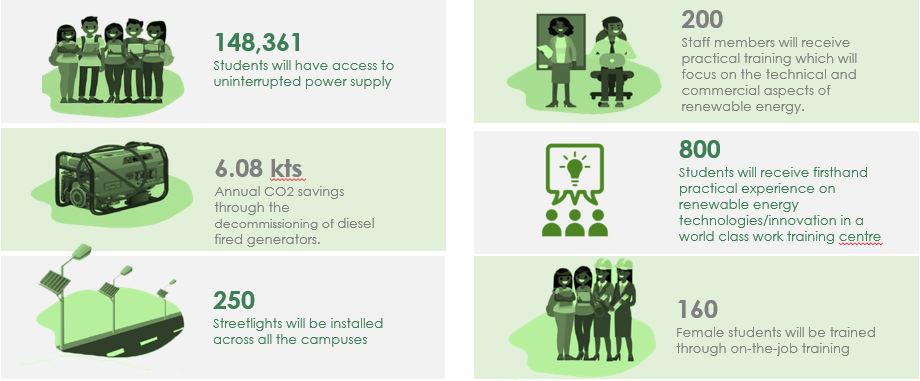 148,361
Students will have access to
uninterrupted power supply
6.08 kts
Annual CO2 savings
through the
decommissioning of diesel
fired generators.
250
Streetlights will be installed
across all the campuses
200
Staff members will receive
practical training which will
focus on the technical and
commercial aspects of
renewable energy.
800
Students will receive firsthand
practical experience on
renewable energy
technologies/innovation in a
world class work training centre
160
Female students will be trained
through on-the-job training